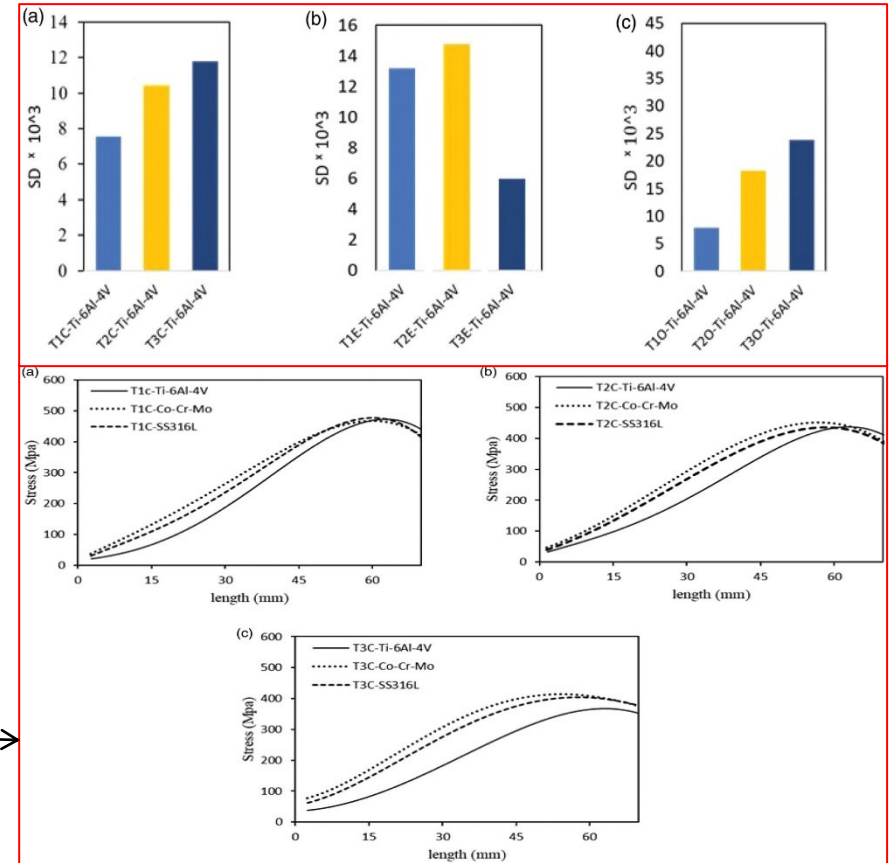 (a)
14
12
10
8
6
4
2
0
SD * 10^3
T1C-Ti-6Al-4V
T2C-Ti-6Al-4V
T3C-Ti-6Al-4V
(b)
16
14
12
10
8
6
4
2
0
SD * 10^3
T1E-Ti-6Al-4V
T2E-Ti-6Al-4V
T3E-Ti-6Al-4V
(c)
45
40
35
30
25
20
15
10
5
0
SD * 10^3
T1O-Ti-6Al-4V
T2O-Ti-6Al-4V
T3O-Ti-6Al-4V
(a)
600
500
400
300
200
100
0
Stress (Mpa)
T1c-Ti-6Al-4V
T1C-Co-Cr-Mo
T1C-SS316L
0 15 30 45 60
length (mm)
(b)
600
500
400
300
200
100
0
Stress (Mpa)
T2C-Ti-6Al-4V
T2C-Co-Cr-Mo
T2C-SS316L
0 15 30 45 60
length (mm)
(c)
600
500
400
300
200
100
0
Stress (Mpa)
T3C-Ti-6Al-4V
T3C-Co-Cr-Mo
T3C-SS316L
0 15 30 45 60
length (mm)